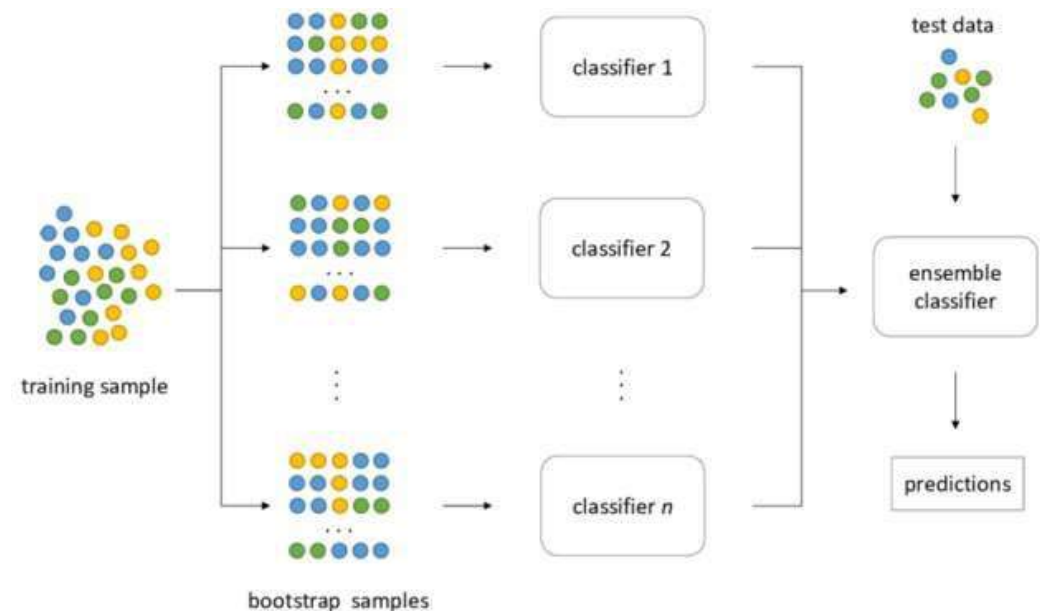 test data
classifier 1
. . .
classifier 2
. . .
ensemble
classifier
training sample
predictions
classifier n
. . .
bootstrap samples